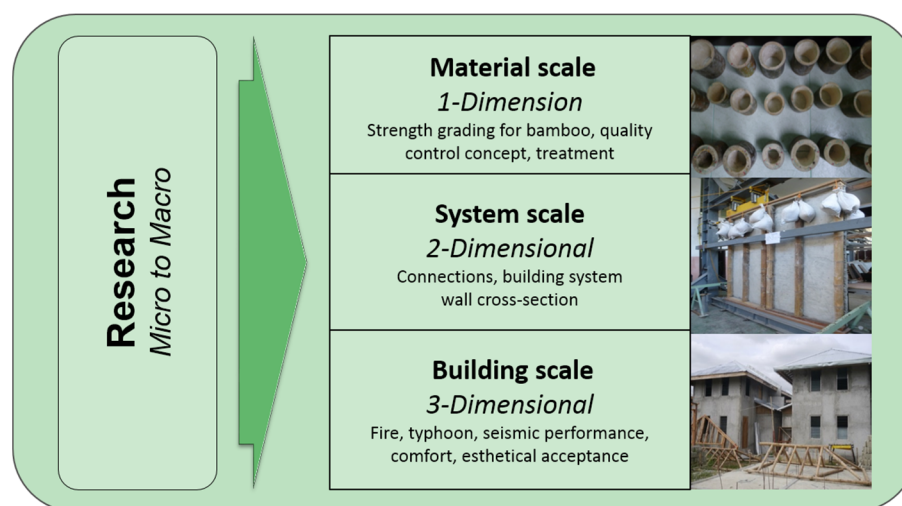 Research
Micro to Macro
Material scale
1-Dimension
Strength grading for bamboo, quality
control concept, treatment
System scale
2-Dimensional
Connections, building system
wall cross-section
Building scale
3-Dimensional
Fire, typhoon, seismic performance,
comfort, esthetical acceptance